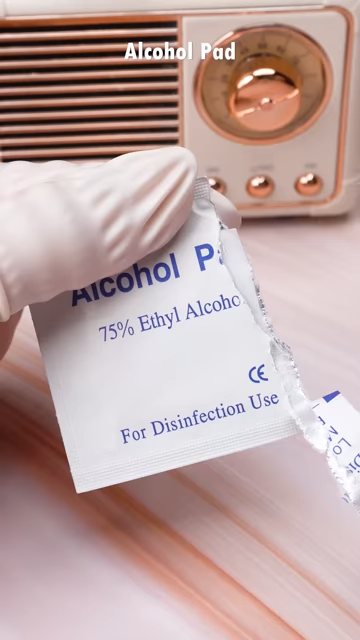 Alcohol Pad
Alcohol
75% Ethyl Alcoho
CE
For Disinfection Use